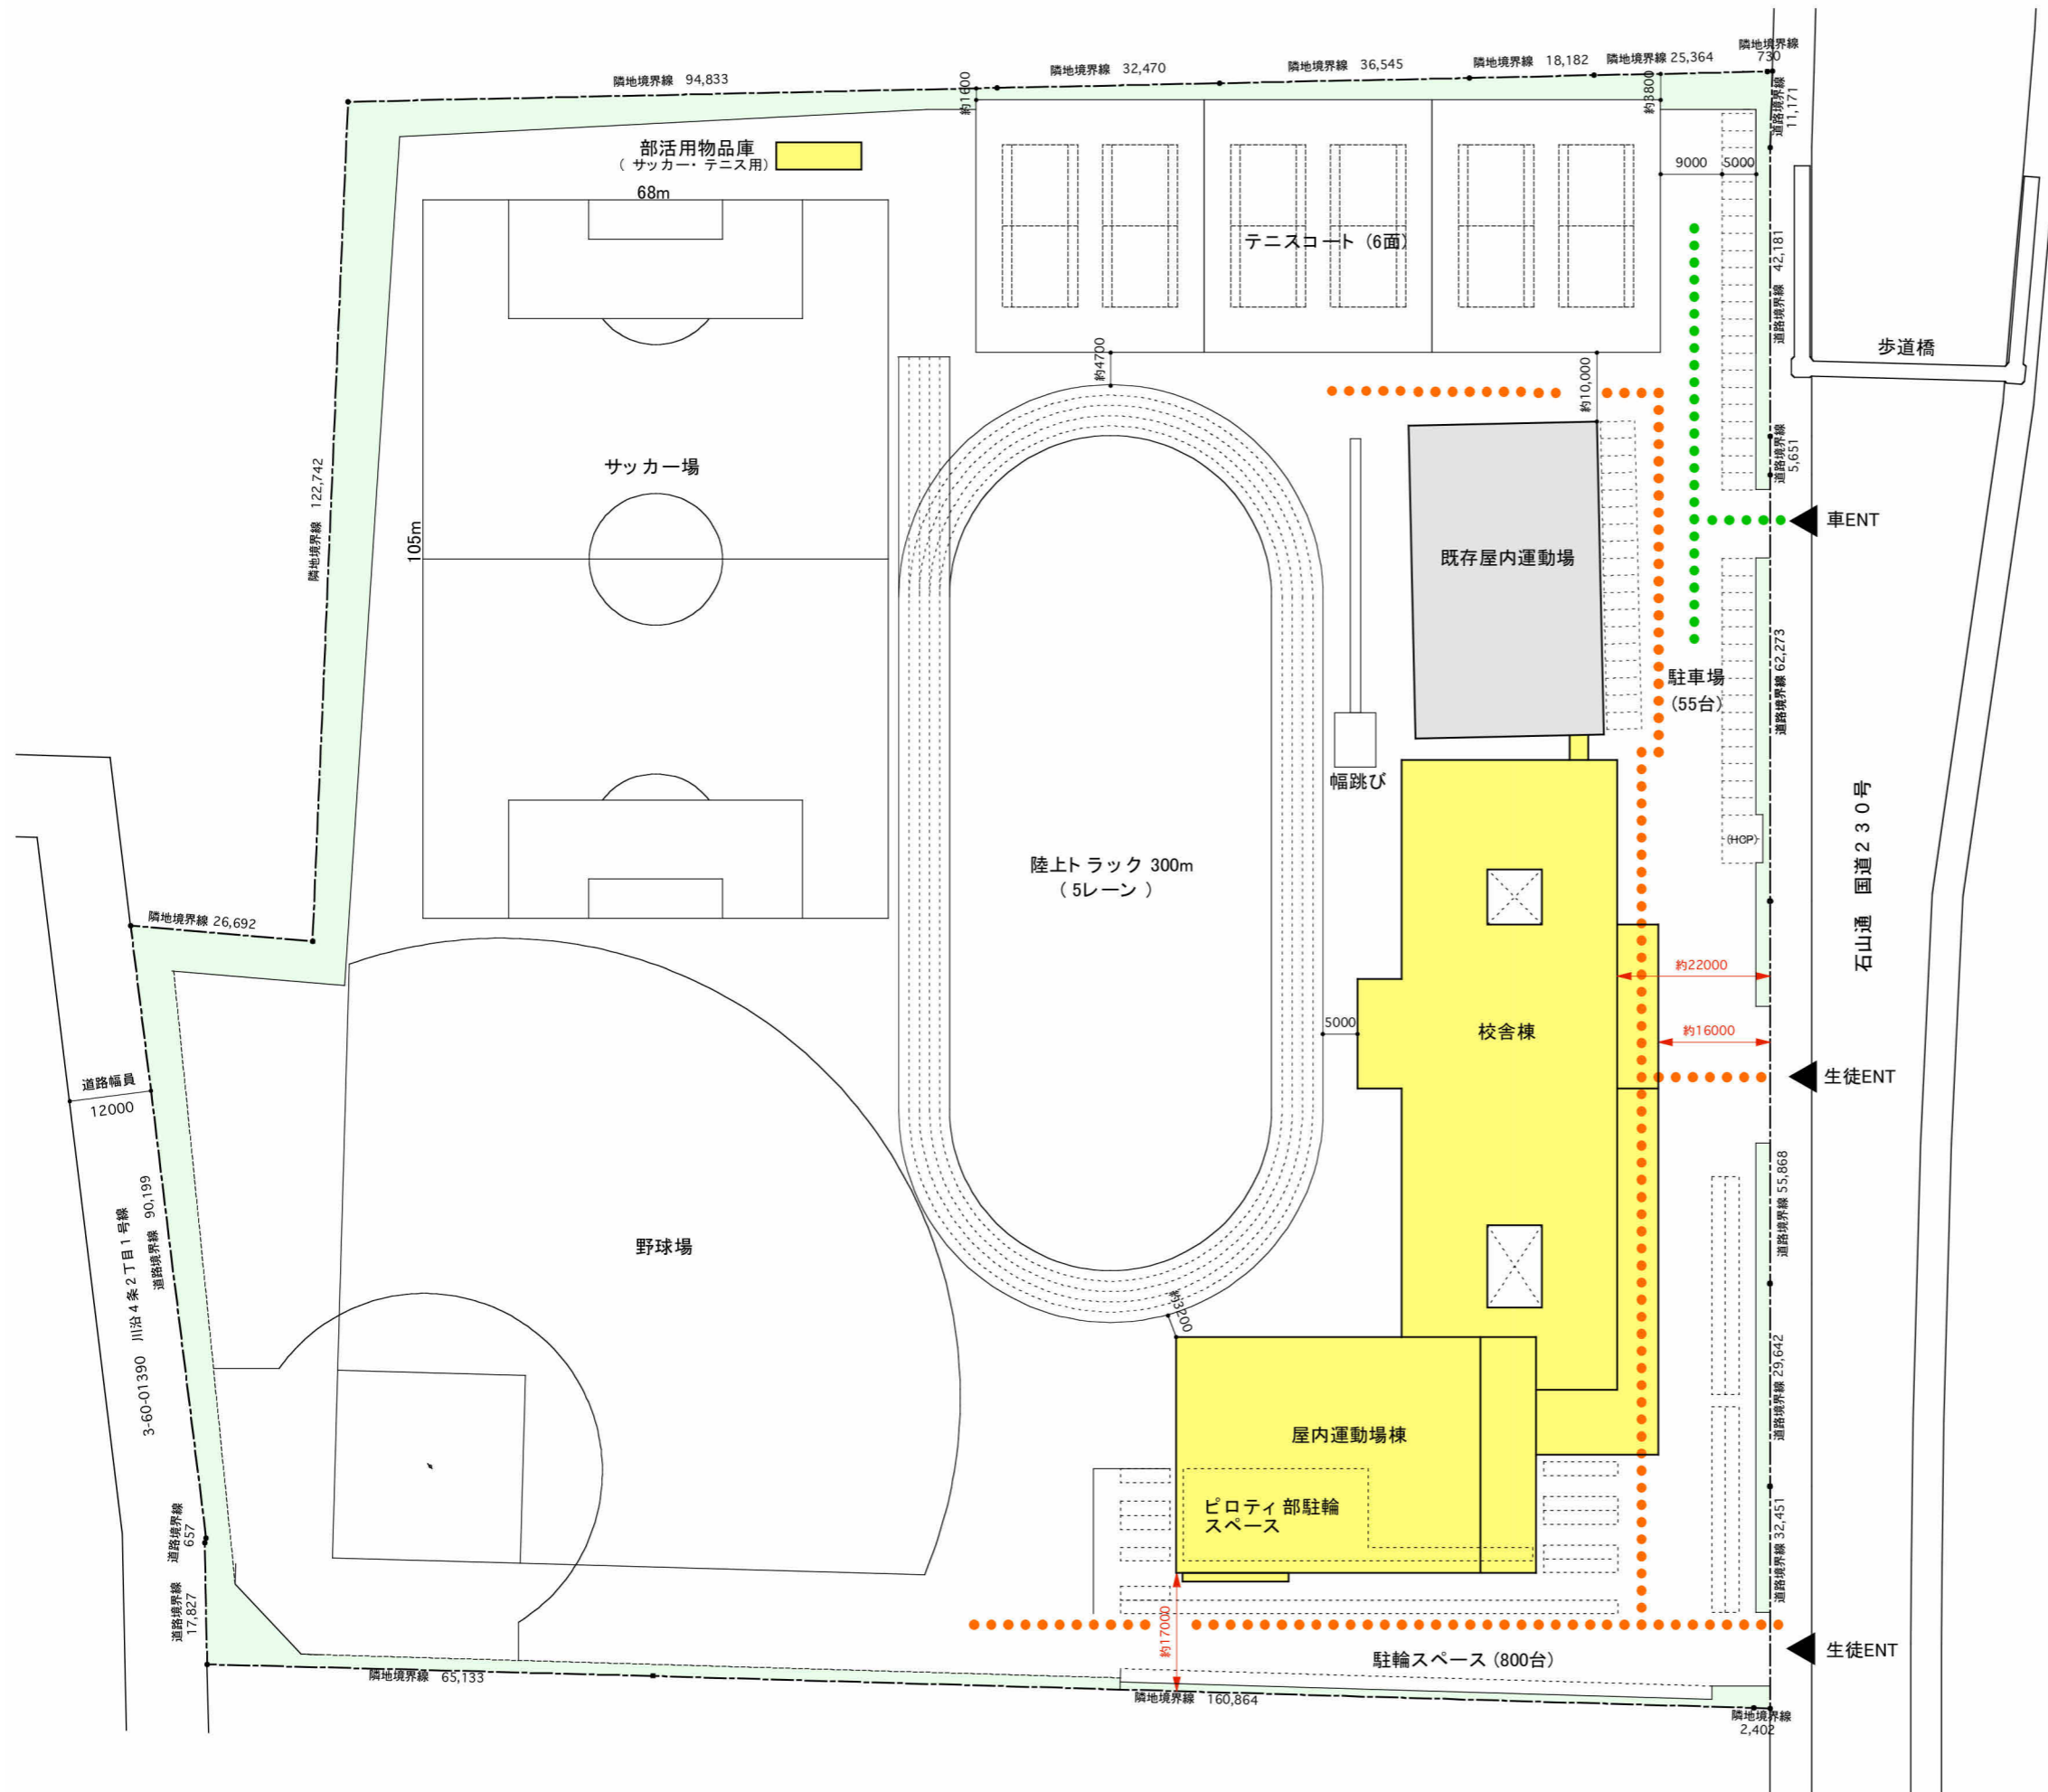 隣地境界線 94,833
隣地境界線 32,470
隣地境界線 36,545
隣地境界線 18,182
隣地境界線 25,364
隣地境界線
730
約1600
約3800
道路境界線
11,171
部活用物品庫
（ サッカー・テニス用）
68m
9000
5000
テニスコート（6面）
道路境界線 42,181
歩道橋
約4700
約10,000
サッカー場
105m
隣地境界線 122,742
道路境界線
5,651
車ENT
既存屋内運動場
道路境界線 62,273
駐車場
（55台）
幅跳び
(HCP)
陸上トラック 300m
（ 5レーン ）
石山通 国道２３０号
隣地境界線 26,692
約22000
5000
校舎棟
約16000
生徒ENT
道路幅員
12000
道路境界線 90,199
3-60-01390 川沿４条２丁目１号線
野球場
道路境界線 55,868
約3200
道路境界線 29,642
屋内運動場棟
ピロティ部駐輪
スペース
道路境界線 32,451
道路境界線
657
道路境界線
17,827
約17000
駐輪スペース（800台）
生徒ENT
隣地境界線 65,133
隣地境界線 160,864
隣地境界線
2,402